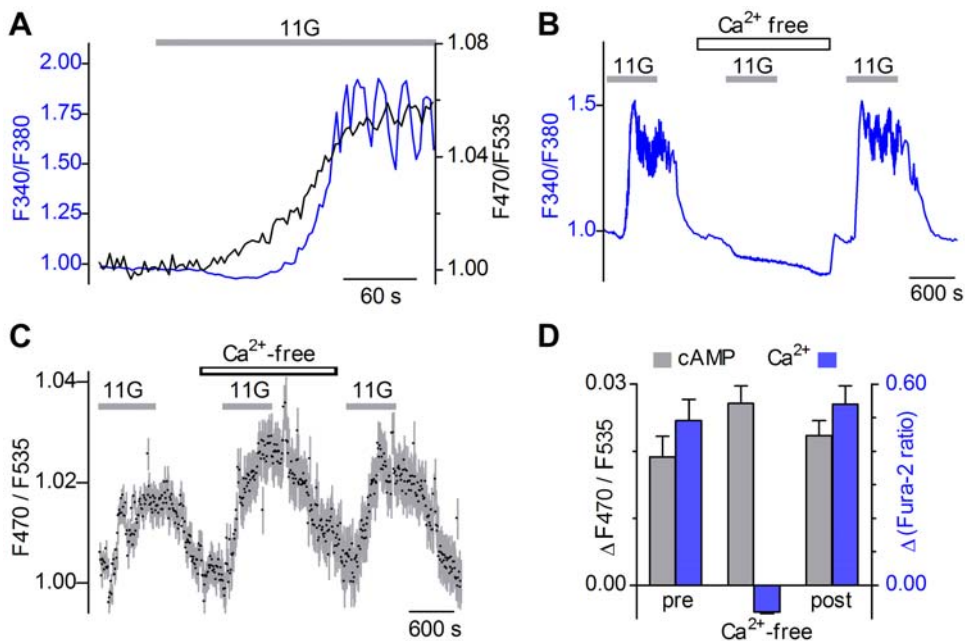 A
11G
2.00
1.75
1.50
1.25
1.00
F340/F380
1.08
1.04
1.00
F470/F535
60 s
B
Ca²⁺ free
11G 11G 11G
1.5
1.0
F340/F380
600 s
C
Ca²⁺-free
11G 11G 11G
1.04
1.02
1.00
F470 / F535
600 s
D
cAMP Ca²⁺
0.03
0.00
Δ F470 / F535
0.60
0.00
Δ (Fura-2 ratio)
pre post
Ca²⁺-free